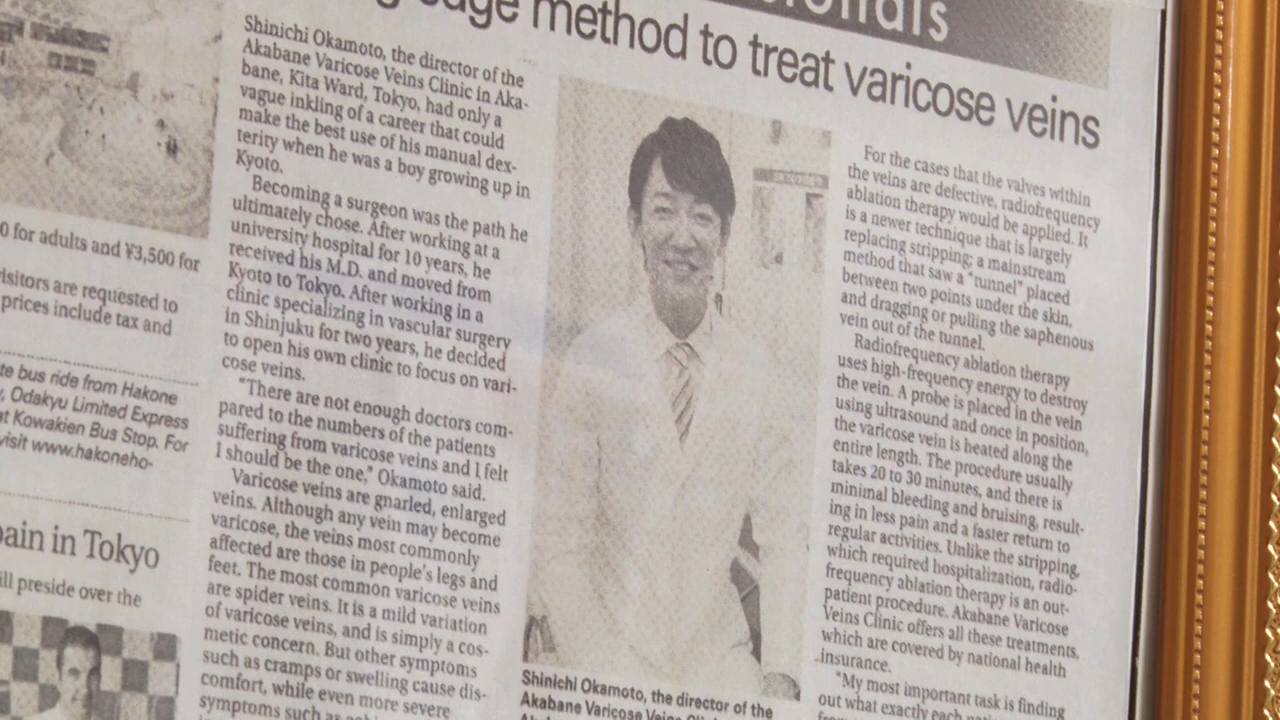 method to treat varicose veins
0 for adults and ¥3,500 for
isitors are requested to
prices include tax and
te bus ride from Hakone
Odakyu Limited Express
at Kowakien Bus Stop. For
visit www.hakoneho-
ain in Tokyo
ill preside over the
Shinichi Okamoto, the director of the
Akabane Varicose Veins Clinic in Aka-
bane, Kita Ward, Tokyo, had only a
vague inkling of a career that could
make the best use of his manual dex-
terity when he was a boy growing up in
Kyoto.
Becoming a surgeon was the path he
ultimately chose. After working at a
university hospital for 10 years, he
received his M.D. and moved from
Kyoto to Tokyo. After working in a
clinic specializing in vascular surgery
in Shinjuku for two years, he decided
to open his own clinic to focus on vari-
cose veins.
"There are not enough doctors com-
pared to the numbers of the patients
suffering from varicose veins and I felt
I should be the one," Okamoto said.
Varicose veins are gnarled, enlarged
veins. Although any vein may become
varicose, the veins most commonly
affected are those in people's legs and
feet. The most common varicose veins
are spider veins. It is a mild variation
of varicose veins, and is simply a cos-
metic concern. But other symptoms
such as cramps or swelling cause dis-
comfort, while even more severe
symptoms such as
Shinichi Okamoto, the director of the
Akabane Varicose Veins
For the cases that the valves within
the veins are defective, radiofrequency
ablation therapy would be applied. It
is a newer technique that is largely
replacing stripping; a mainstream
method that saw a "tunnel" placed
between two points under the skin,
and dragging or pulling the saphenous
vein out of the tunnel.
Radiofrequency ablation therapy
uses high-frequency energy to destroy
the vein. A probe is placed in the vein
using ultrasound and once in position,
the varicose vein is heated along the
entire length. The procedure usually
takes 20 to 30 minutes, and there is
minimal bleeding and bruising, result-
ing in less pain and a faster return to
regular activities. Unlike the stripping,
which required hospitalization, radio-
frequency ablation therapy is an out-
patient procedure. Akabane Varicose
Veins Clinic offers all these treatments,
which are covered by national health
insurance.
"My most important task is finding
out what exactly each